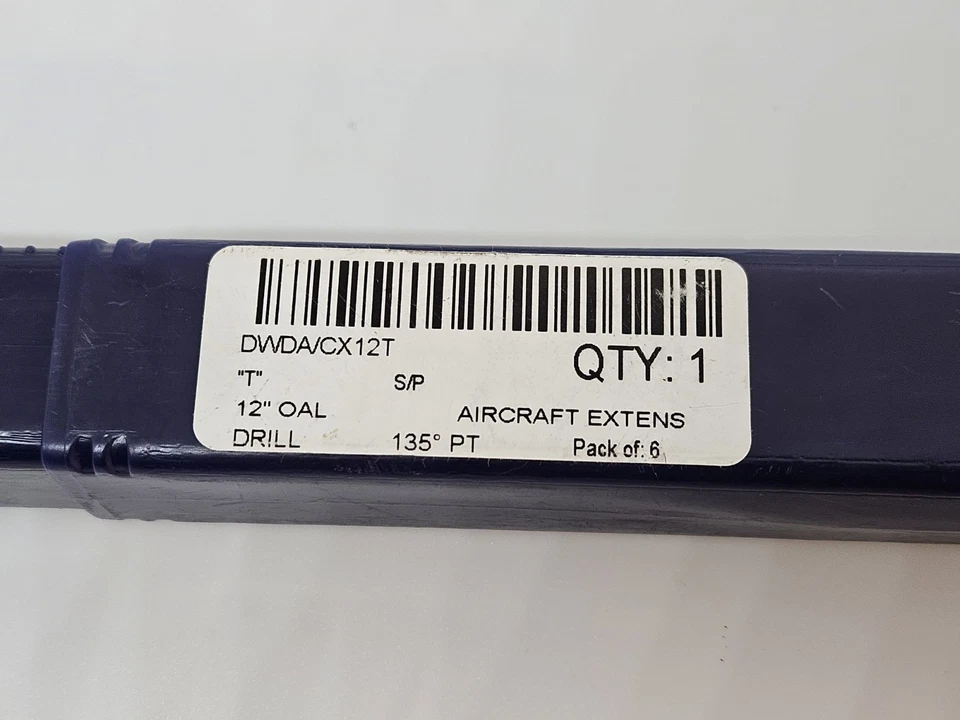 DWDA/CX12T
QTY: 1
"T" S/P
12" OAL AIRCRAFT EXTENS
DRILL 135° PT Pack of: 6